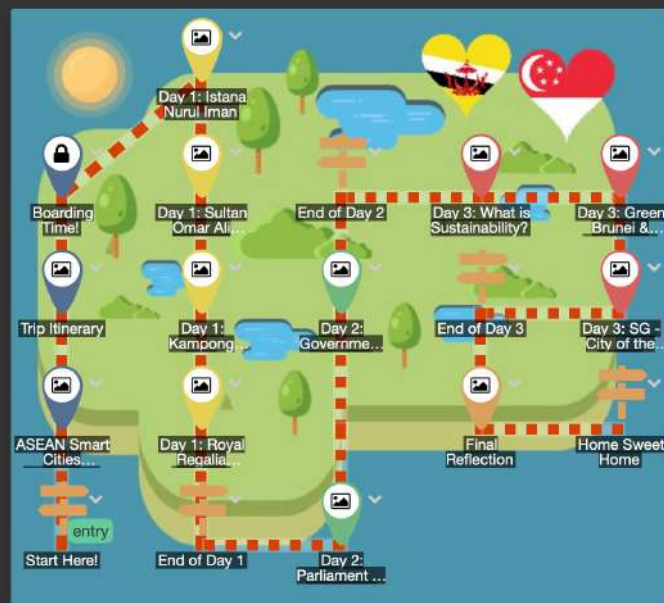 Day 1: Istana
Nurul Iman
Boarding
Time!
Day 1: Sultan
Omar Ali...
End of Day 2
Day 3: What is
Sustainability?
Day 3: Green
Brunei &...
Trip Itinerary
Day 1:
Kampong...
Day 2:
Governme...
End of Day 3
Day 3: SG -
City of the...
ASEAN Smart
Cities...
Day 1: Royal
Regalia...
Final
Reflection
Home Sweet
Home
entry
Start Here!
End of Day 1
Day 2:
Parliament ...